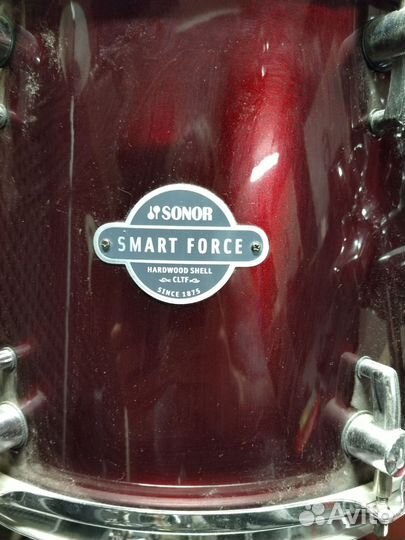 SONOR
SMART FORCE
HARDWOOD SHELL
CLTF
SINCE 1875
Avito